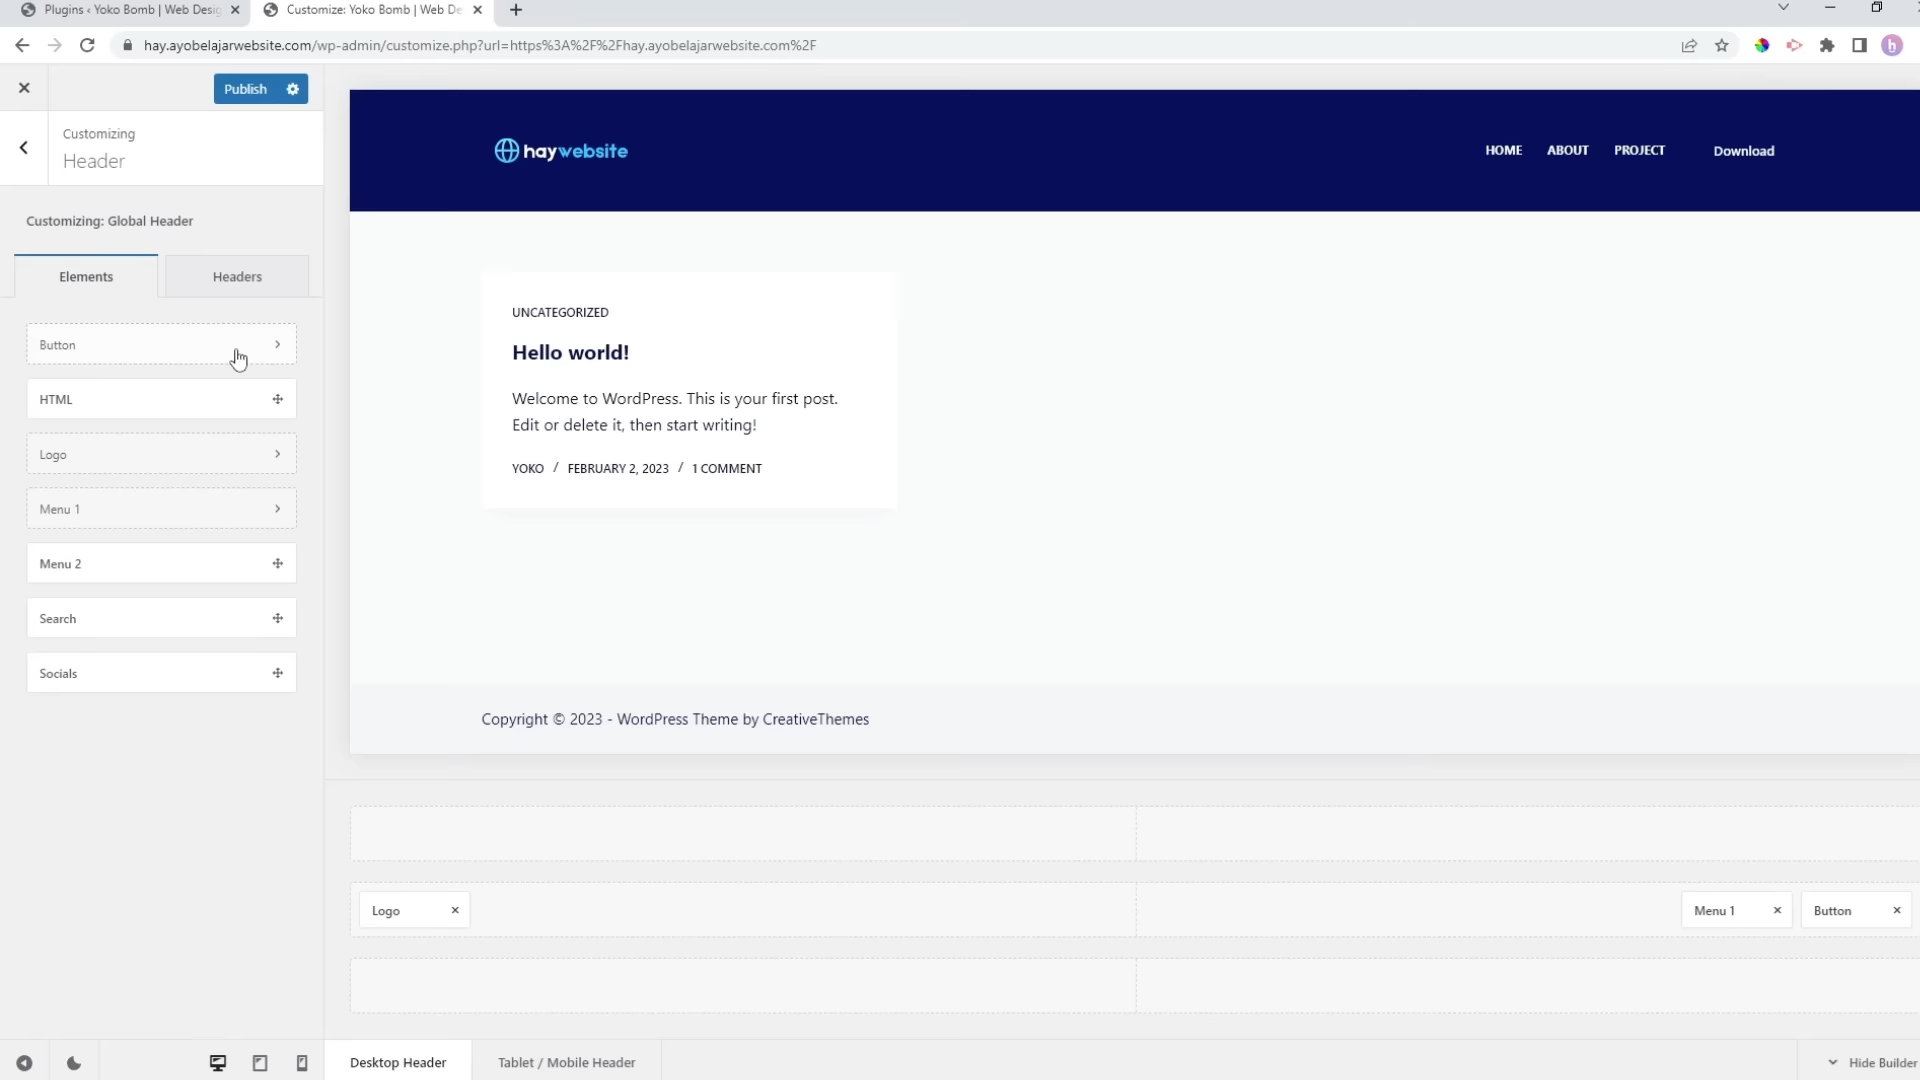 Plugins ‹ Yoko Bomb | Web Desig
Customize: Yoko Bomb | Web De
hay.ayobelajarwebsite.com/wp-admin/customize.php?url=https%3A%2F%2Fhay.ayobelajarwebsite.com%2F
h
Publish
Customizing
Header
Customizing: Global Header
Elements
Headers
Button
HTML
Logo
Menu 1
Menu 2
Search
Socials
haywebsite
HOME ABOUT PROJECT Download
UNCATEGORIZED
Hello world!
Welcome to WordPress. This is your first post.
Edit or delete it, then start writing!
YOKO / FEBRUARY 2, 2023 / 1 COMMENT
Copyright © 2023 - WordPress Theme by CreativeThemes
Logo
Menu 1
Button
Desktop Header
Tablet / Mobile Header
Hide Builder